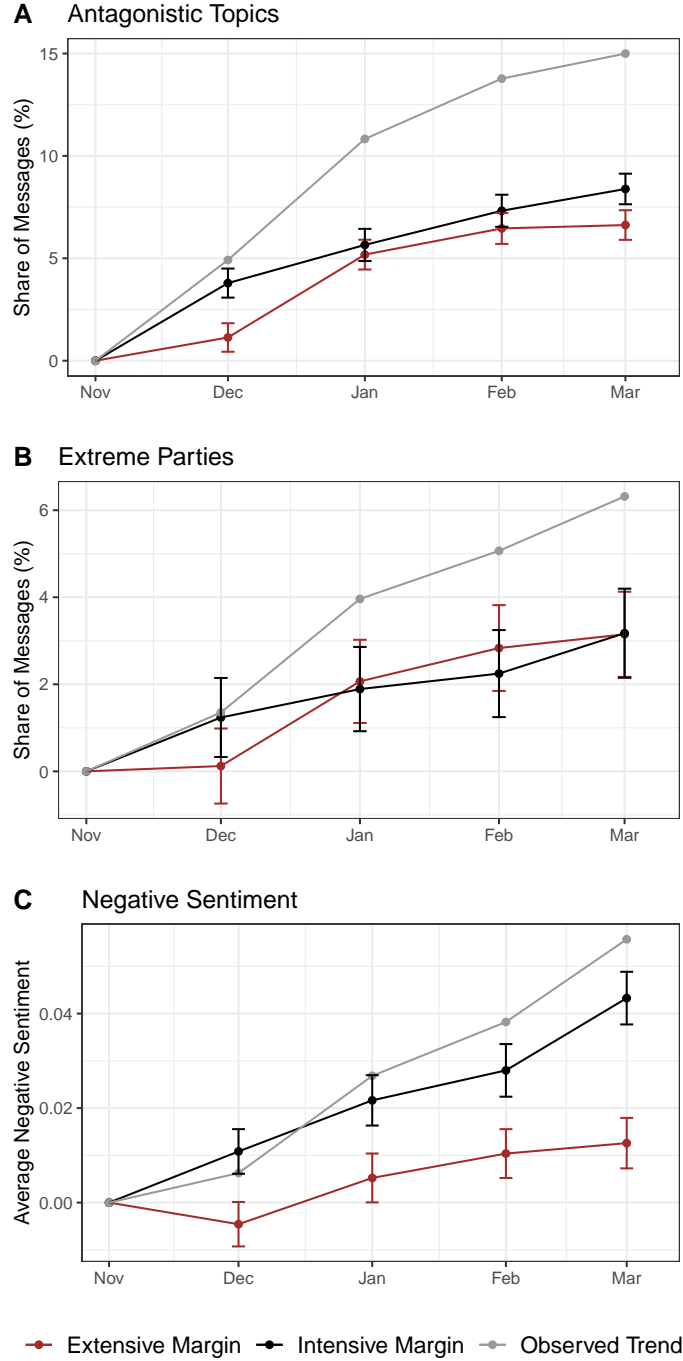 A Antagonistic Topics
Share of Messages (%)
15
10
5
0
Nov Dec Jan Feb Mar
B Extreme Parties
Share of Messages (%)
6
4
2
0
Nov Dec Jan Feb Mar
C Negative Sentiment
Average Negative Sentiment
0.04
0.02
0.00
Nov Dec Jan Feb Mar
Extensive Margin Intensive Margin Observed Trend